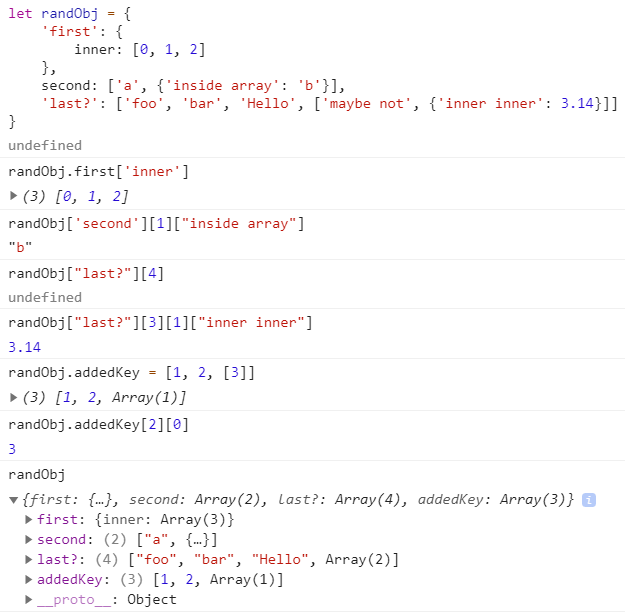 let randObj = {
    'first': {
        inner: [0, 1, 2]
    },
    second: ['a', {'inside array': 'b'}],
    'last?': ['foo', 'bar', 'Hello', ['maybe not', {'inner inner': 3.14}]]
}
undefined
randObj.first['inner']
▶ (3) [0, 1, 2]
randObj['second'][1]["inside array"]
"b"
randObj["last?"][4]
undefined
randObj["last?"][3][1]["inner inner"]
3.14
randObj.addedKey = [1, 2, [3]]
▶ (3) [1, 2, Array(1)]
randObj.addedKey[2][0]
3
randObj
▼ {first: {…}, second: Array(2), last?: Array(4), addedKey: Array(3)} i
▶ first: {inner: Array(3)}
▶ second: (2) ["a", {…}]
▶ last?: (4) ["foo", "bar", "Hello", Array(2)]
▶ addedKey: (3) [1, 2, Array(1)]
▶ __proto__: Object